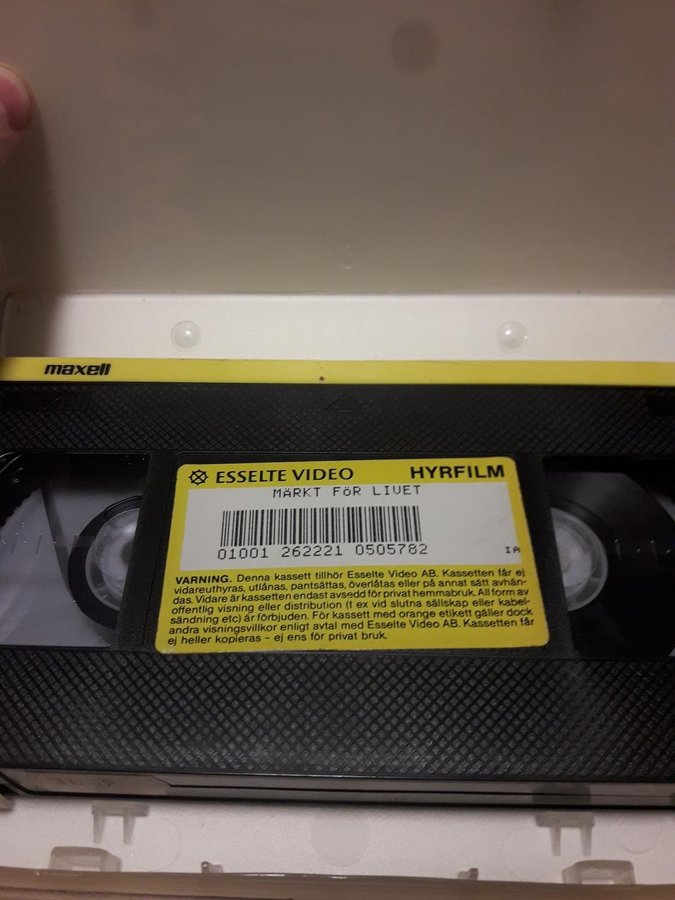 maxell
ESSELTE VIDEO HYRFILM
MÄRKT FÖR LIVET
01001 262221 0505782 IA
VARNING. Denna kassett tillhör Esselte Video AB. Kassetten får ej
vidareuthyras, utlånas, pantsättas, överlåtas eller på annat sätt avhän-
das. Vidare är kassetten endast avsedd för privat hemmabruk. All form av
offentlig visning eller distribution (t ex vid slutna sällskap eller kabel-
sändning etc) är förbjuden. För kassett med orange etikett gäller dock
andra visningsvillkor enligt avtal med Esselte Video AB. Kassetten får
ej heller kopieras – ej ens för privat bruk.